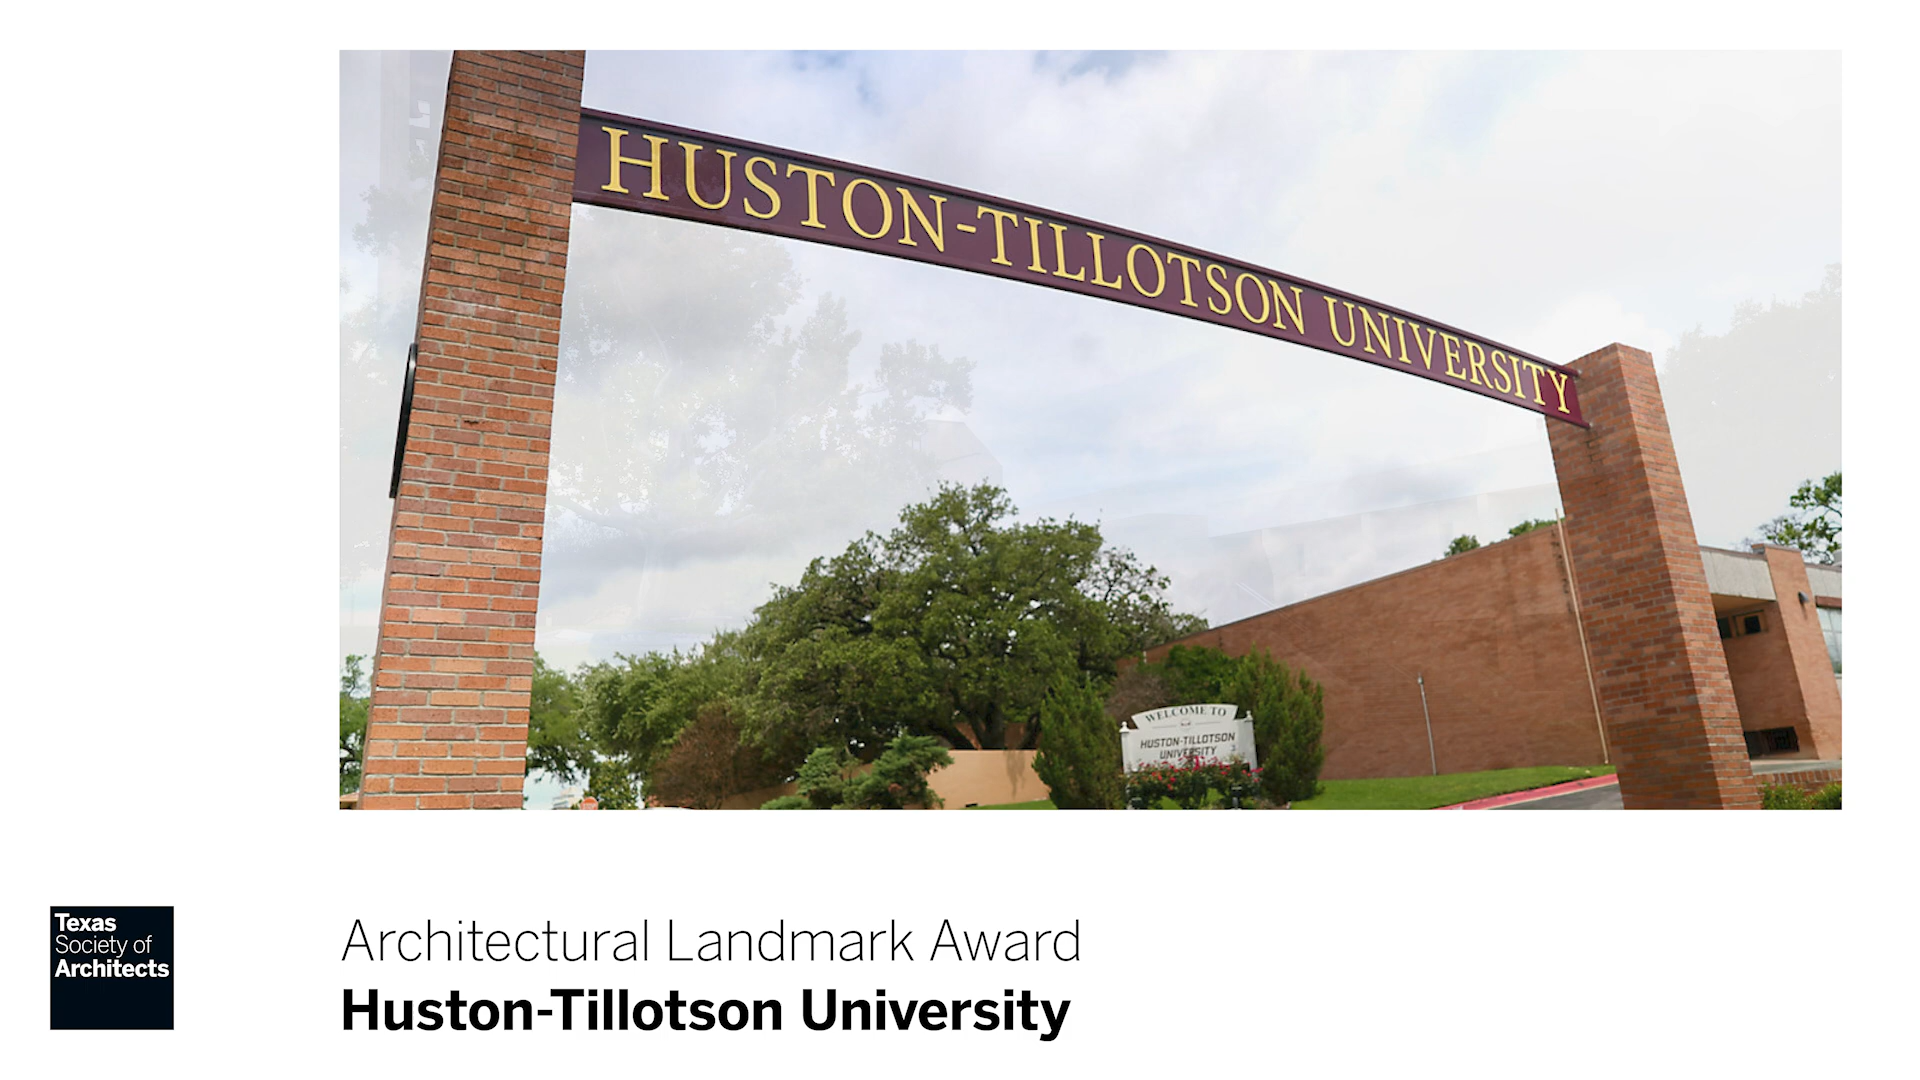 HUSTON-TILLOTSON UNIVERSITY
WELCOME TO
HUSTON-TILLOTSON
UNIVERSITY
Texas
Society of
Architects
Architectural Landmark Award
Huston-Tillotson University